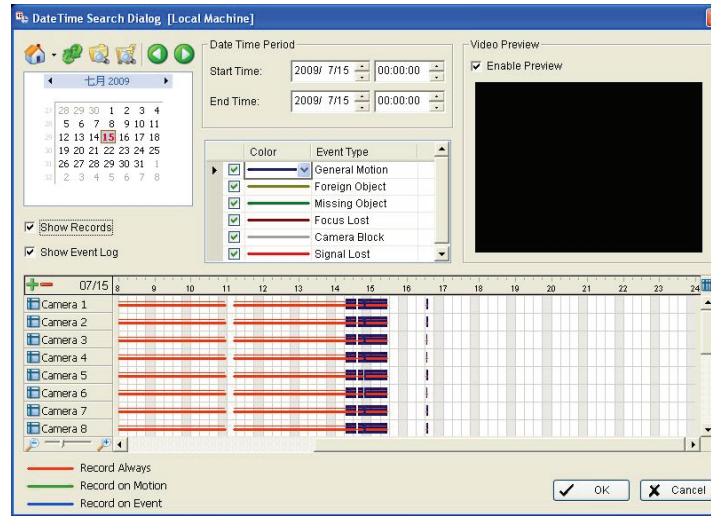 DateTime Search Dialog [Local Machine]
七月 2009
27 28 29 30 1 2 3 4
5 6 7 8 9 10 11
12 13 14 15 16 17 18
19 20 21 22 23 24 25
26 27 28 29 30 31 1
2 3 4 5 6 7 8
Show Records
Show Event Log
Date Time Period
Start Time: 2009/ 7/15 00:00:00
End Time: 2009/ 7/15 00:00:00
Color Event Type
General Motion
Foreign Object
Missing Object
Focus Lost
Camera Block
Signal Lost
Video Preview
Enable Preview
07/15 8 9 10 11 12 13 14 15 16 17 18 19 20 21 22 23 24
Camera 1
Camera 2
Camera 3
Camera 4
Camera 5
Camera 6
Camera 7
Camera 8
Record Always
Record on Motion
Record on Event
OK
Cancel